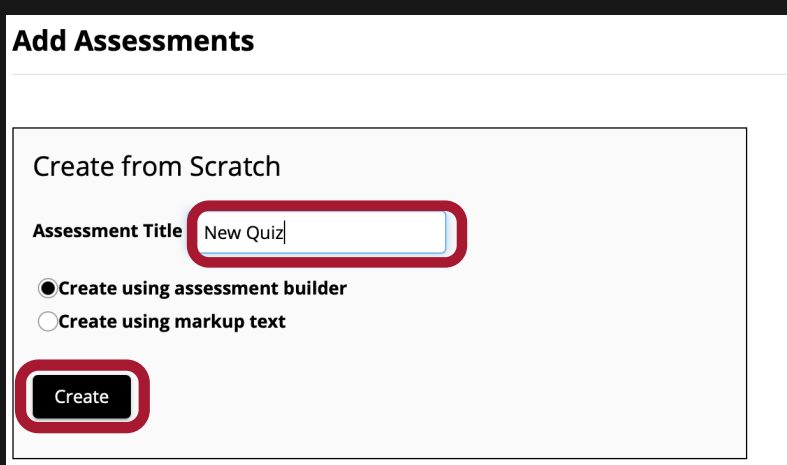 Add Assessments
Create from Scratch
Assessment Title New Quiz
Create using assessment builder
Create using markup text
Create